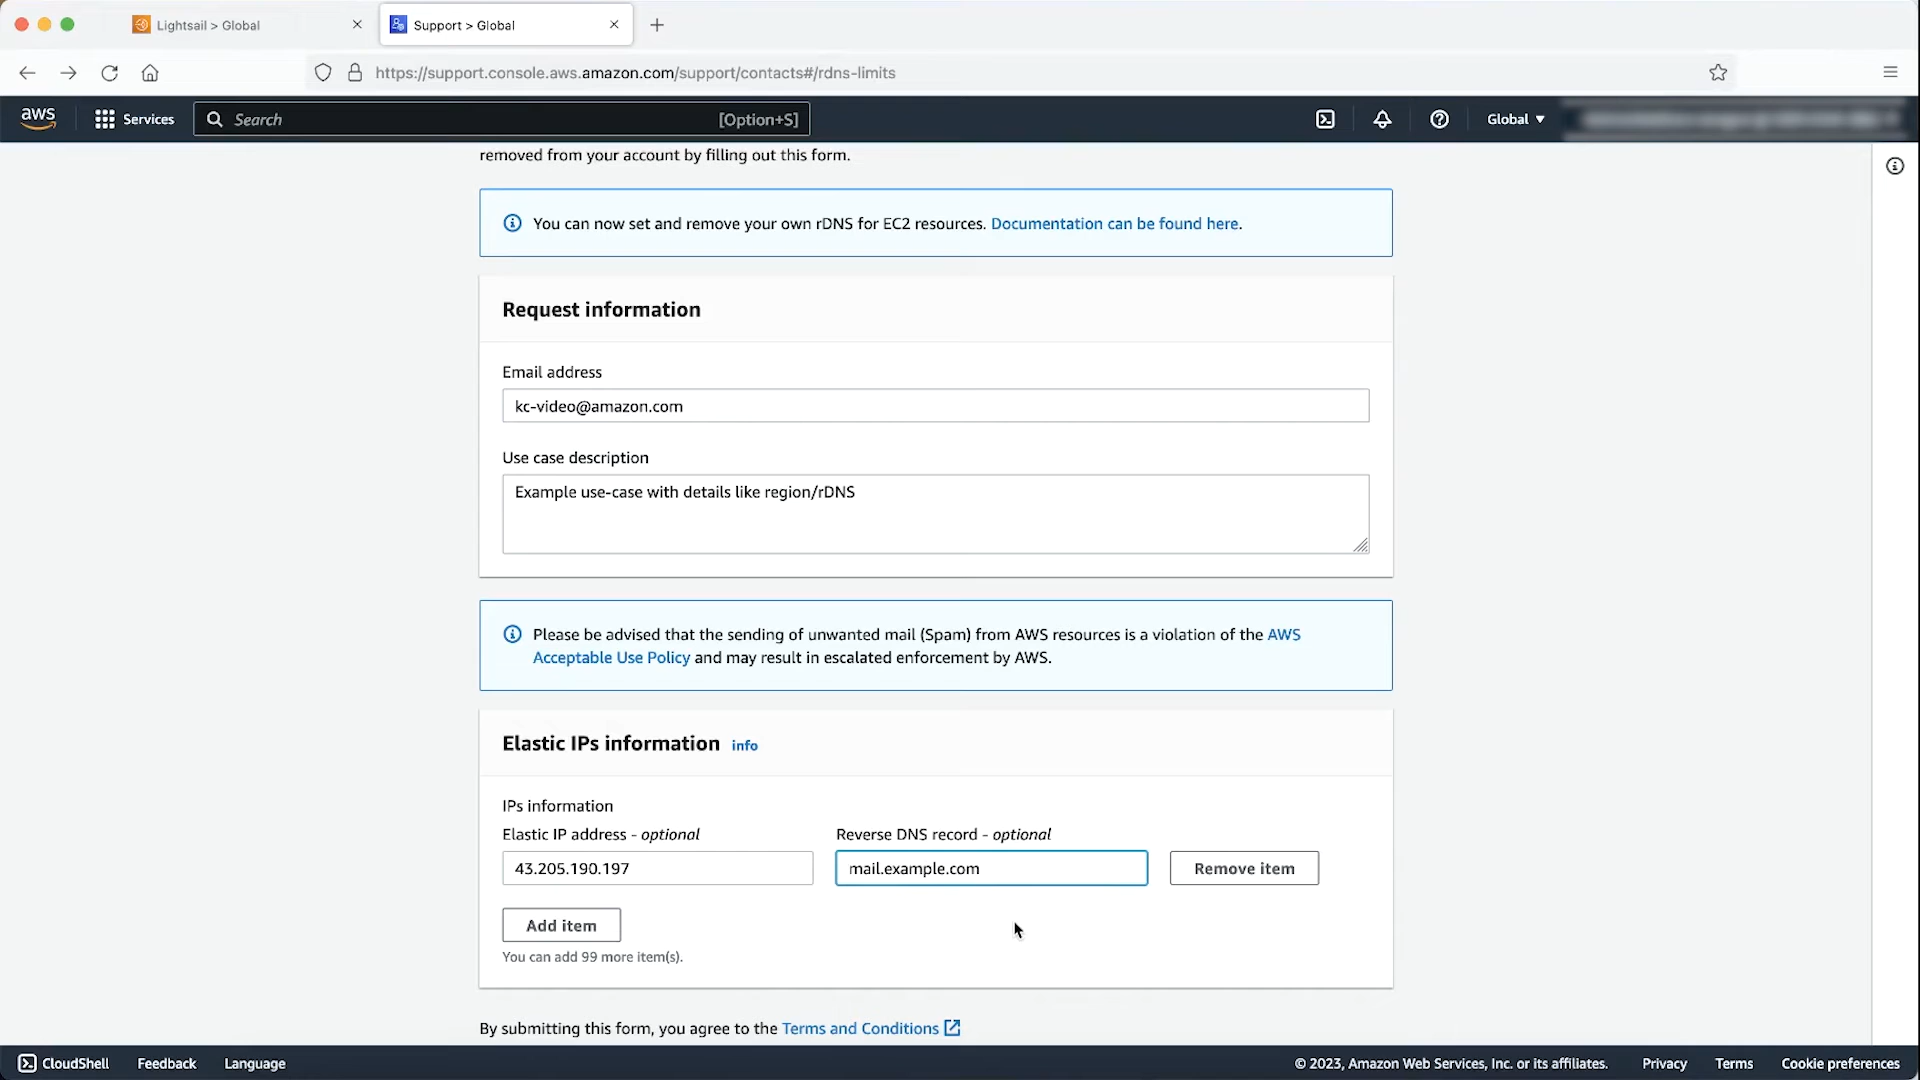 Lightsail > Global
Support > Global
https://support.console.aws.amazon.com/support/contacts#/rdns-limits
aws
Services
Search
[Option+S]
Global
removed from your account by filling out this form.
You can now set and remove your own rDNS for EC2 resources. Documentation can be found here.
Request information
Email address
kc-video@amazon.com
Use case description
Example use-case with details like region/rDNS
Please be advised that the sending of unwanted mail (Spam) from AWS resources is a violation of the AWS
Acceptable Use Policy and may result in escalated enforcement by AWS.
Elastic IPs information info
IPs information
Elastic IP address - optional
Reverse DNS record - optional
43.205.190.197
mail.example.com
Remove item
Add item
You can add 99 more item(s).
By submitting this form, you agree to the Terms and Conditions
CloudShell
Feedback
Language
© 2023, Amazon Web Services, Inc. or its affiliates.
Privacy
Terms
Cookie preferences